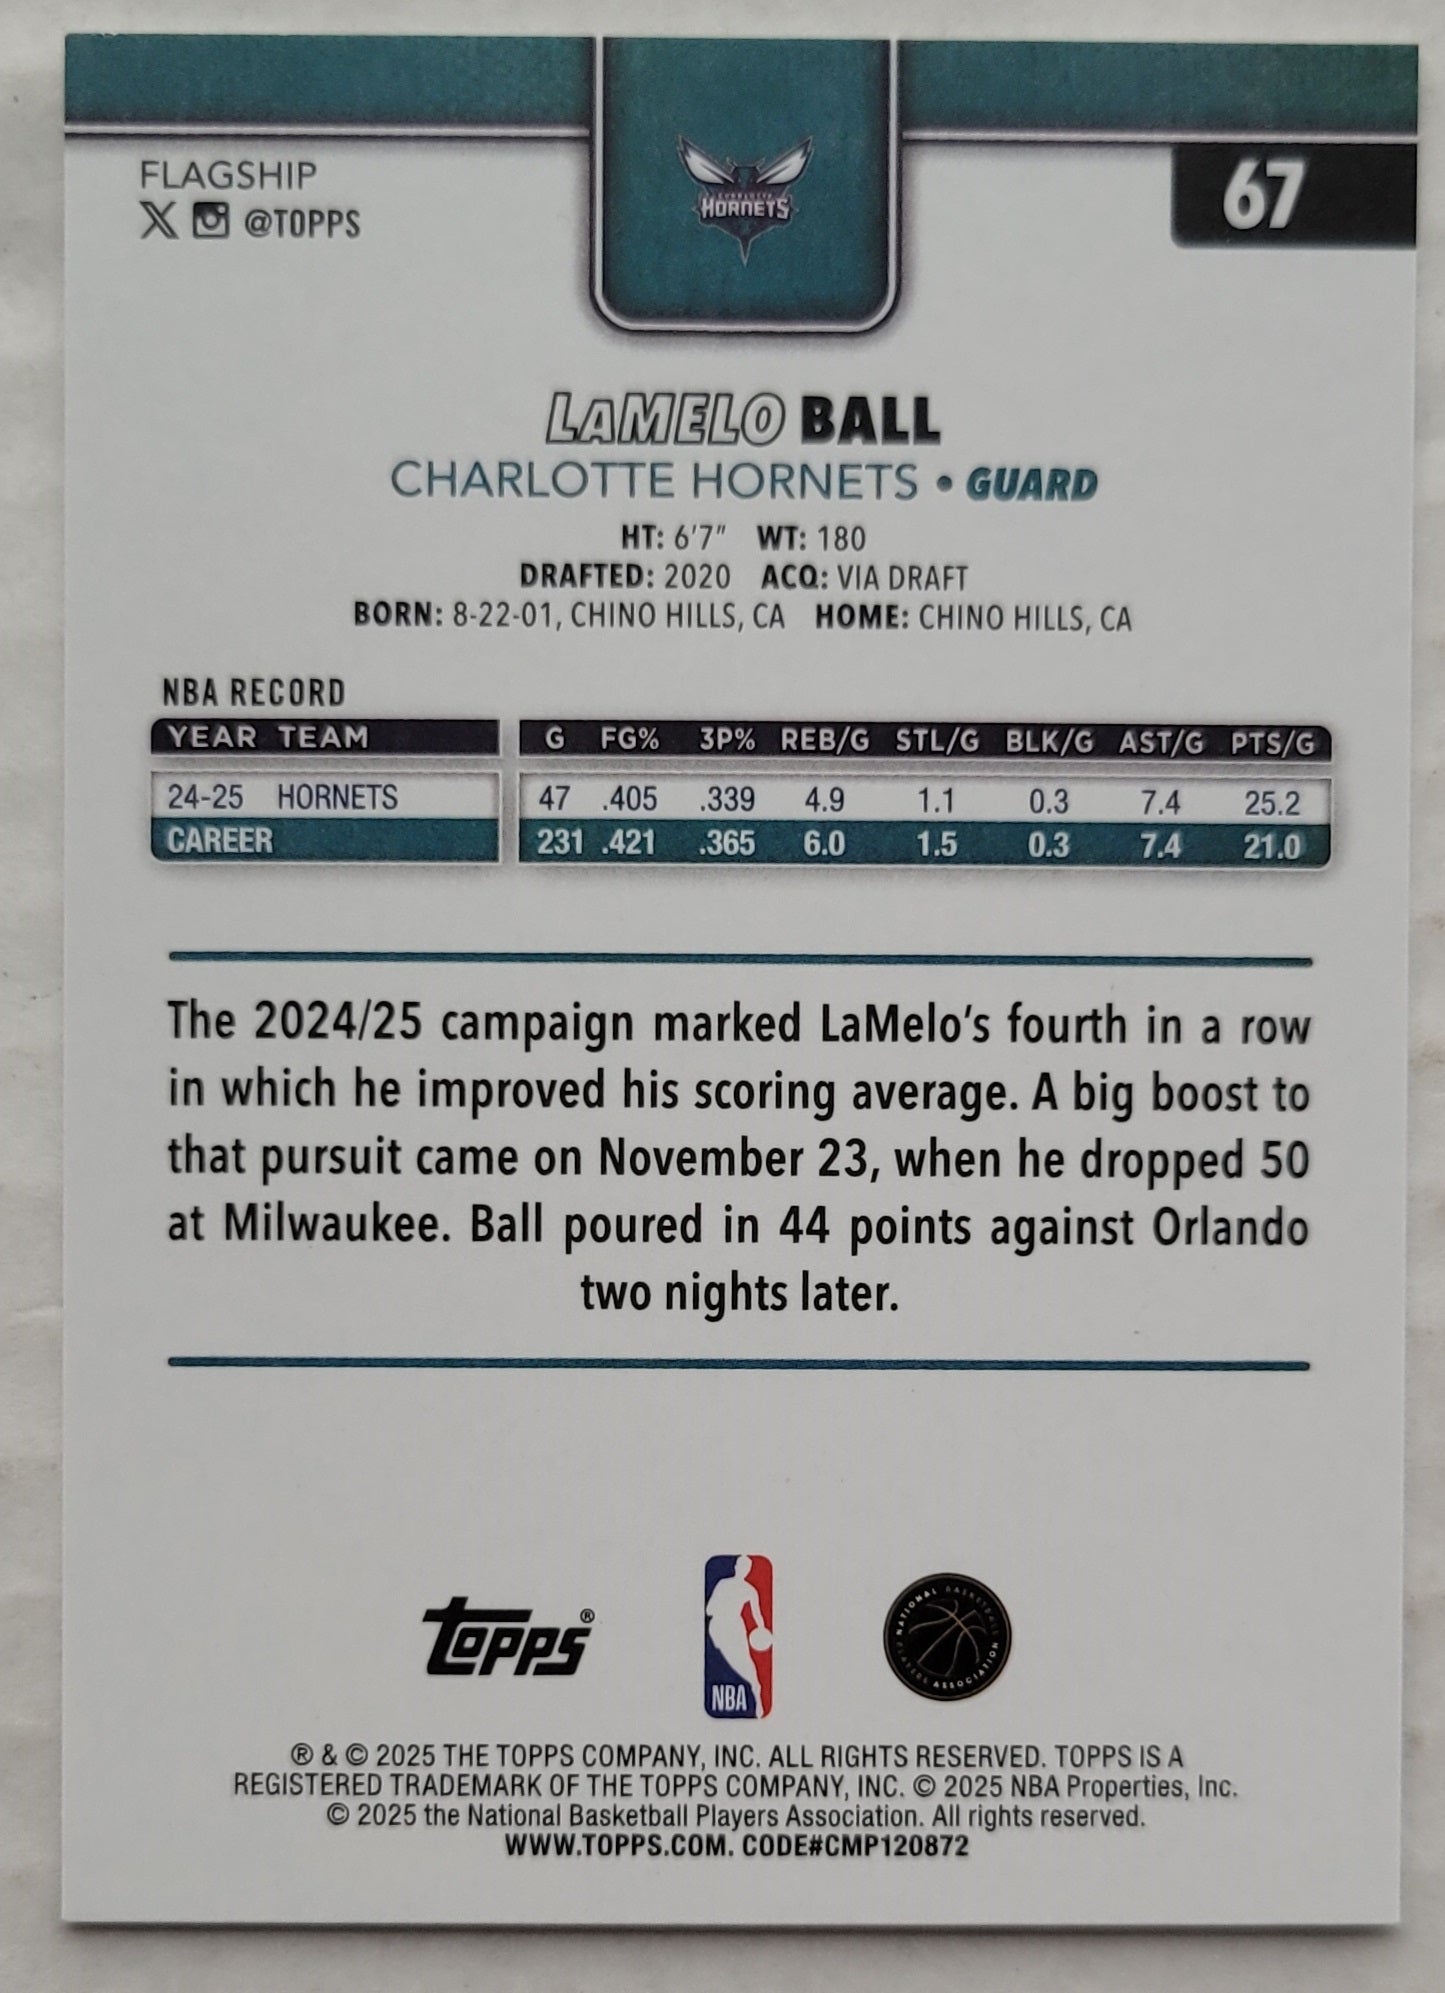 FLAGSHIP
X @TOPPS
CHARLOTTE
HORNETS
67
LAMELO BALL
CHARLOTTE HORNETS • GUARD
HT: 6'7" WT: 180
DRAFTED: 2020 ACQ: VIA DRAFT
BORN: 8-22-01, CHINO HILLS, CA HOME: CHINO HILLS, CA
NBA RECORD
YEAR TEAM G FG% 3P% REB/G STL/G BLK/G AST/G PTS/G
24-25 HORNETS 47 .405 .339 4.9 1.1 0.3 7.4 25.2
CAREER 231 .421 .365 6.0 1.5 0.3 7.4 21.0
The 2024/25 campaign marked LaMelo's fourth in a row
in which he improved his scoring average. A big boost to
that pursuit came on November 23, when he dropped 50
at Milwaukee. Ball poured in 44 points against Orlando
two nights later.
Topps®
NBA
NATIONAL BASKETBALL PLAYERS ASSOCIATION
® & © 2025 THE TOPPS COMPANY, INC. ALL RIGHTS RESERVED. TOPPS IS A
REGISTERED TRADEMARK OF THE TOPPS COMPANY, INC. © 2025 NBA Properties, Inc.
© 2025 the National Basketball Players Association. All rights reserved.
WWW.TOPPS.COM. CODE#CMP120872